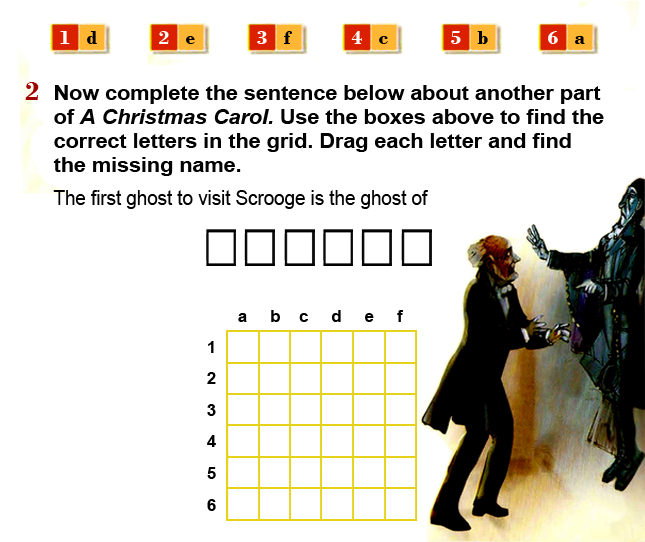 1 d 2 e 3 f 4 c 5 b 6 a
2 Now complete the sentence below about another part
of A Christmas Carol. Use the boxes above to find the
correct letters in the grid. Drag each letter and find
the missing name.
The first ghost to visit Scrooge is the ghost of
a b c d e f
1
2
3
4
5
6